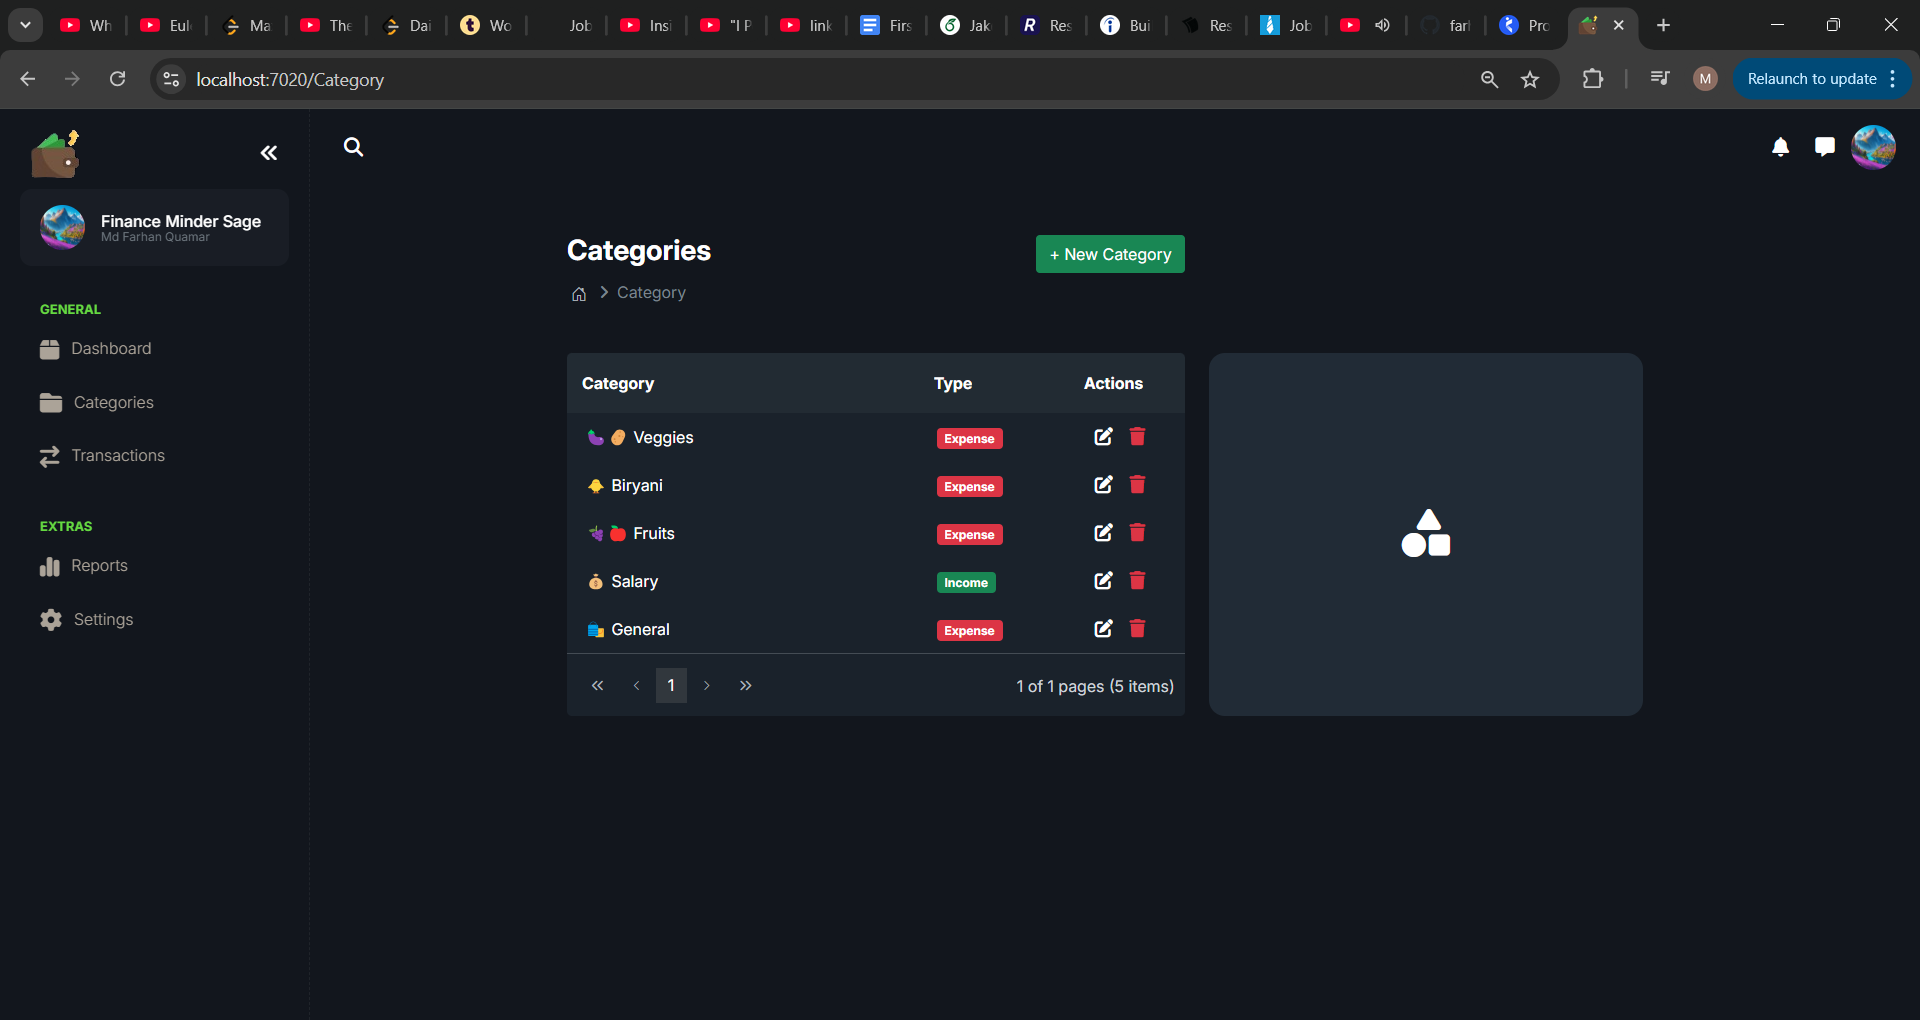 Wh
Eul
Ma
The
Dai
Wo
Job
Insi
"I P
link
Firs
Jak
R Res
Bui
Res
Job
farl
Pro
localhost:7020/Category
M
Relaunch to update
Finance Minder Sage
Md Farhan Quamar
GENERAL
Dashboard
Categories
Transactions
EXTRAS
Reports
Settings
Categories
+ New Category
Category
Category Type Actions
Veggies Expense
Biryani Expense
Fruits Expense
Salary Income
General Expense
« ‹ 1 › » 1 of 1 pages (5 items)